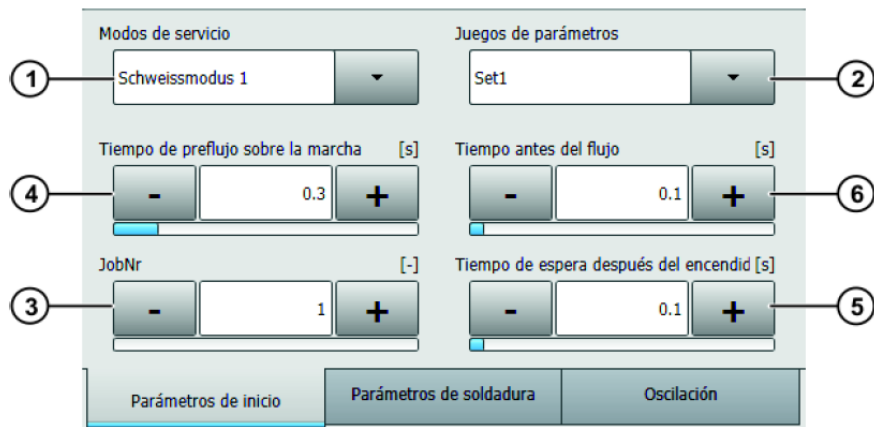 Modos de servicio
Juegos de parámetros
1
Schweissmodus 1
Set1
2
Tiempo de preflujo sobre la marcha [s]
Tiempo antes del flujo [s]
4
- 0.3 +
- 0.1 +
6
JobNr [-]
Tiempo de espera después del encendid [s]
3
- 1 +
- 0.1 +
5
Parámetros de inicio
Parámetros de soldadura
Oscilación